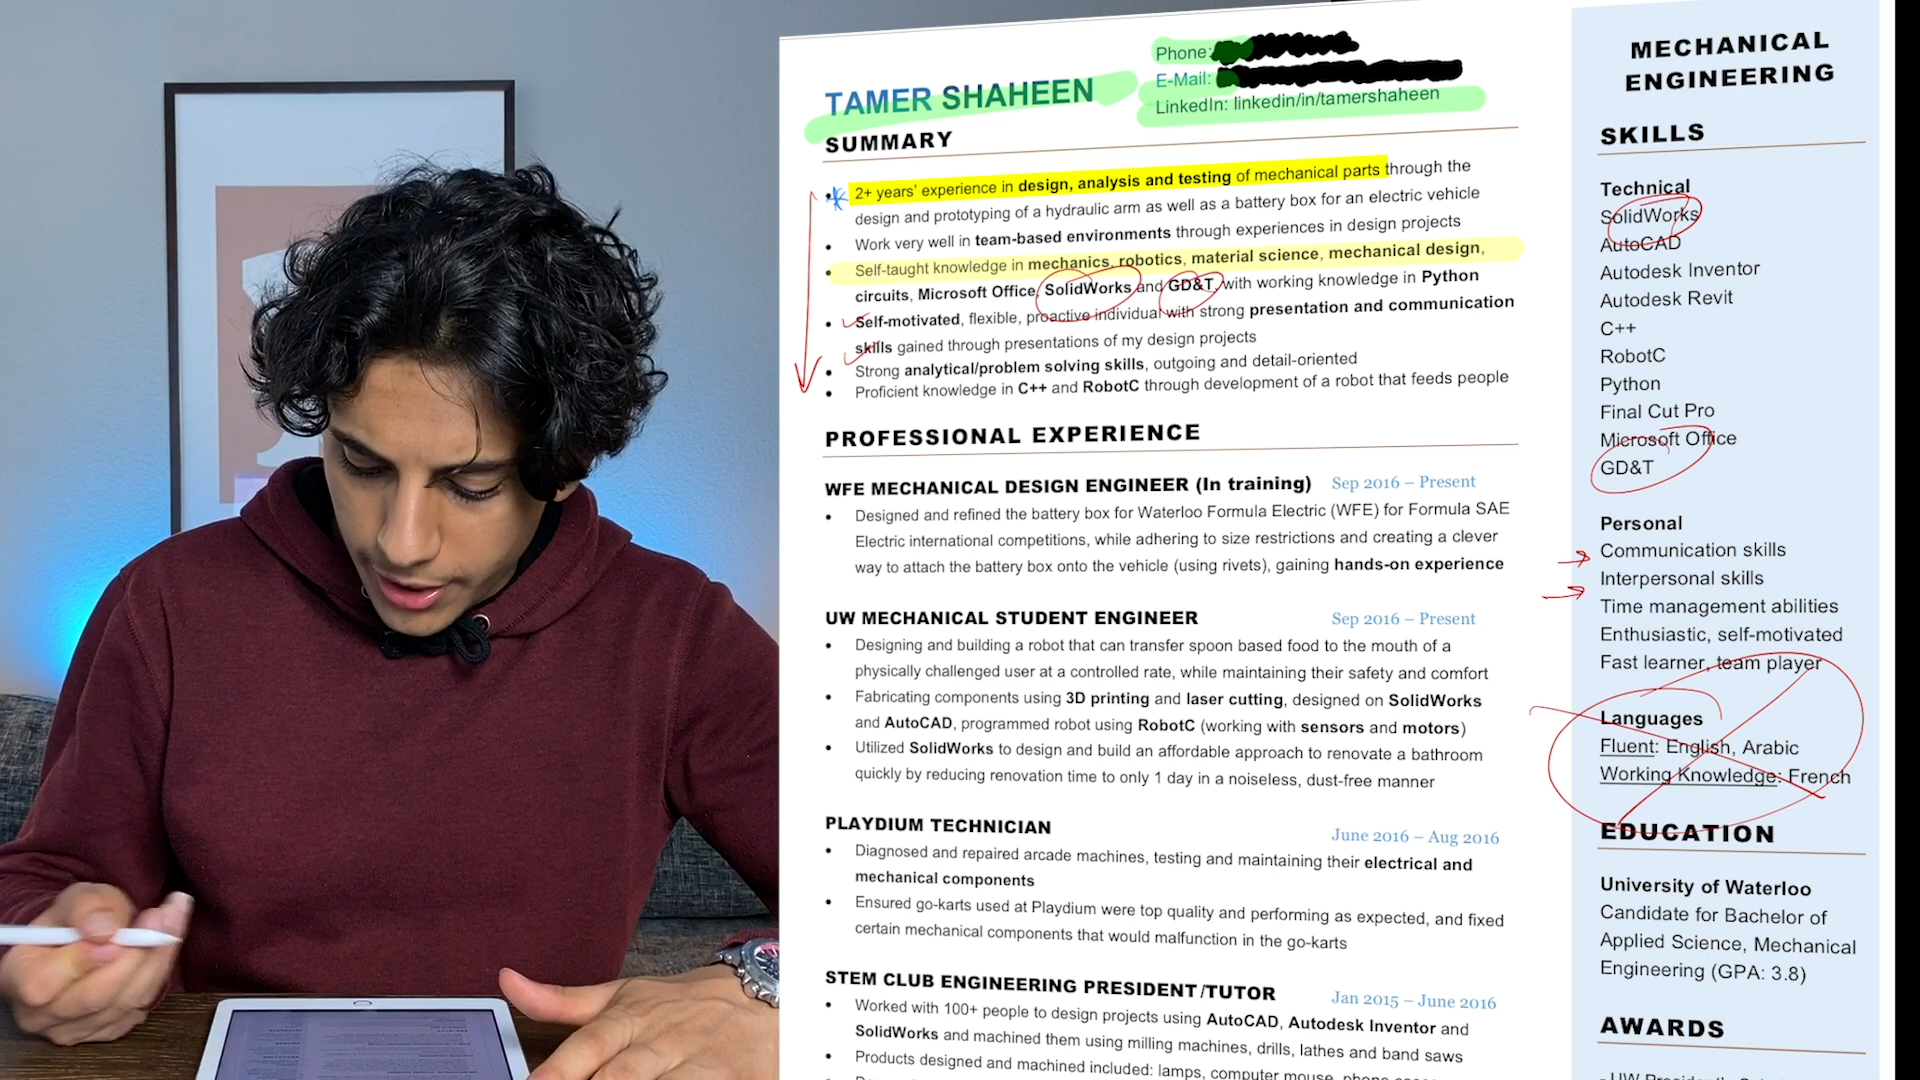 TAMER SHAHEEN
Phone:
E-Mail:
LinkedIn: linkedin/in/tamershaheen
SUMMARY
• 2+ years' experience in design, analysis and testing of mechanical parts through the
design and prototyping of a hydraulic arm as well as a battery box for an electric vehicle
• Work very well in team-based environments through experiences in design projects
• Self-taught knowledge in mechanics, robotics, material science, mechanical design,
circuits, Microsoft Office, SolidWorks and GD&T, with working knowledge in Python
• Self-motivated, flexible, proactive individual with strong presentation and communication
skills gained through presentations of my design projects
• Strong analytical/problem solving skills, outgoing and detail-oriented
• Proficient knowledge in C++ and RobotC through development of a robot that feeds people
PROFESSIONAL EXPERIENCE
WFE MECHANICAL DESIGN ENGINEER (In training) Sep 2016 – Present
• Designed and refined the battery box for Waterloo Formula Electric (WFE) for Formula SAE
Electric international competitions, while adhering to size restrictions and creating a clever
way to attach the battery box onto the vehicle (using rivets), gaining hands-on experience
UW MECHANICAL STUDENT ENGINEER Sep 2016 – Present
• Designing and building a robot that can transfer spoon based food to the mouth of a
physically challenged user at a controlled rate, while maintaining their safety and comfort
• Fabricating components using 3D printing and laser cutting, designed on SolidWorks
and AutoCAD, programmed robot using RobotC (working with sensors and motors)
• Utilized SolidWorks to design and build an affordable approach to renovate a bathroom
quickly by reducing renovation time to only 1 day in a noiseless, dust-free manner
PLAYDIUM TECHNICIAN June 2016 – Aug 2016
• Diagnosed and repaired arcade machines, testing and maintaining their electrical and
mechanical components
• Ensured go-karts used at Playdium were top quality and performing as expected, and fixed
certain mechanical components that would malfunction in the go-karts
STEM CLUB ENGINEERING PRESIDENT/TUTOR Jan 2015 – June 2016
• Worked with 100+ people to design projects using AutoCAD, Autodesk Inventor and
SolidWorks and machined them using milling machines, drills, lathes and band saws
• Products designed and machined included: lamps, computer mouse, phone
MECHANICAL
ENGINEERING
SKILLS
Technical
SolidWorks
AutoCAD
Autodesk Inventor
Autodesk Revit
C++
RobotC
Python
Final Cut Pro
Microsoft Office
GD&T
Personal
Communication skills
Interpersonal skills
Time management abilities
Enthusiastic, self-motivated
Fast learner, team player
Languages
Fluent: English, Arabic
Working Knowledge: French
EDUCATION
University of Waterloo
Candidate for Bachelor of
Applied Science, Mechanical
Engineering (GPA: 3.8)
AWARDS